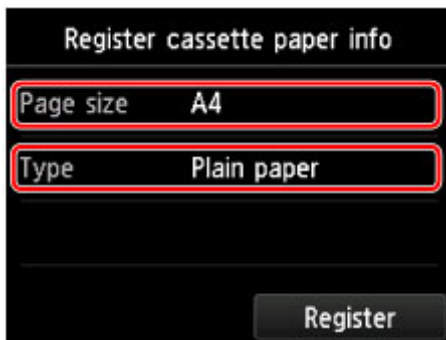 Register cassette paper info
Page size A4
Type Plain paper
Register